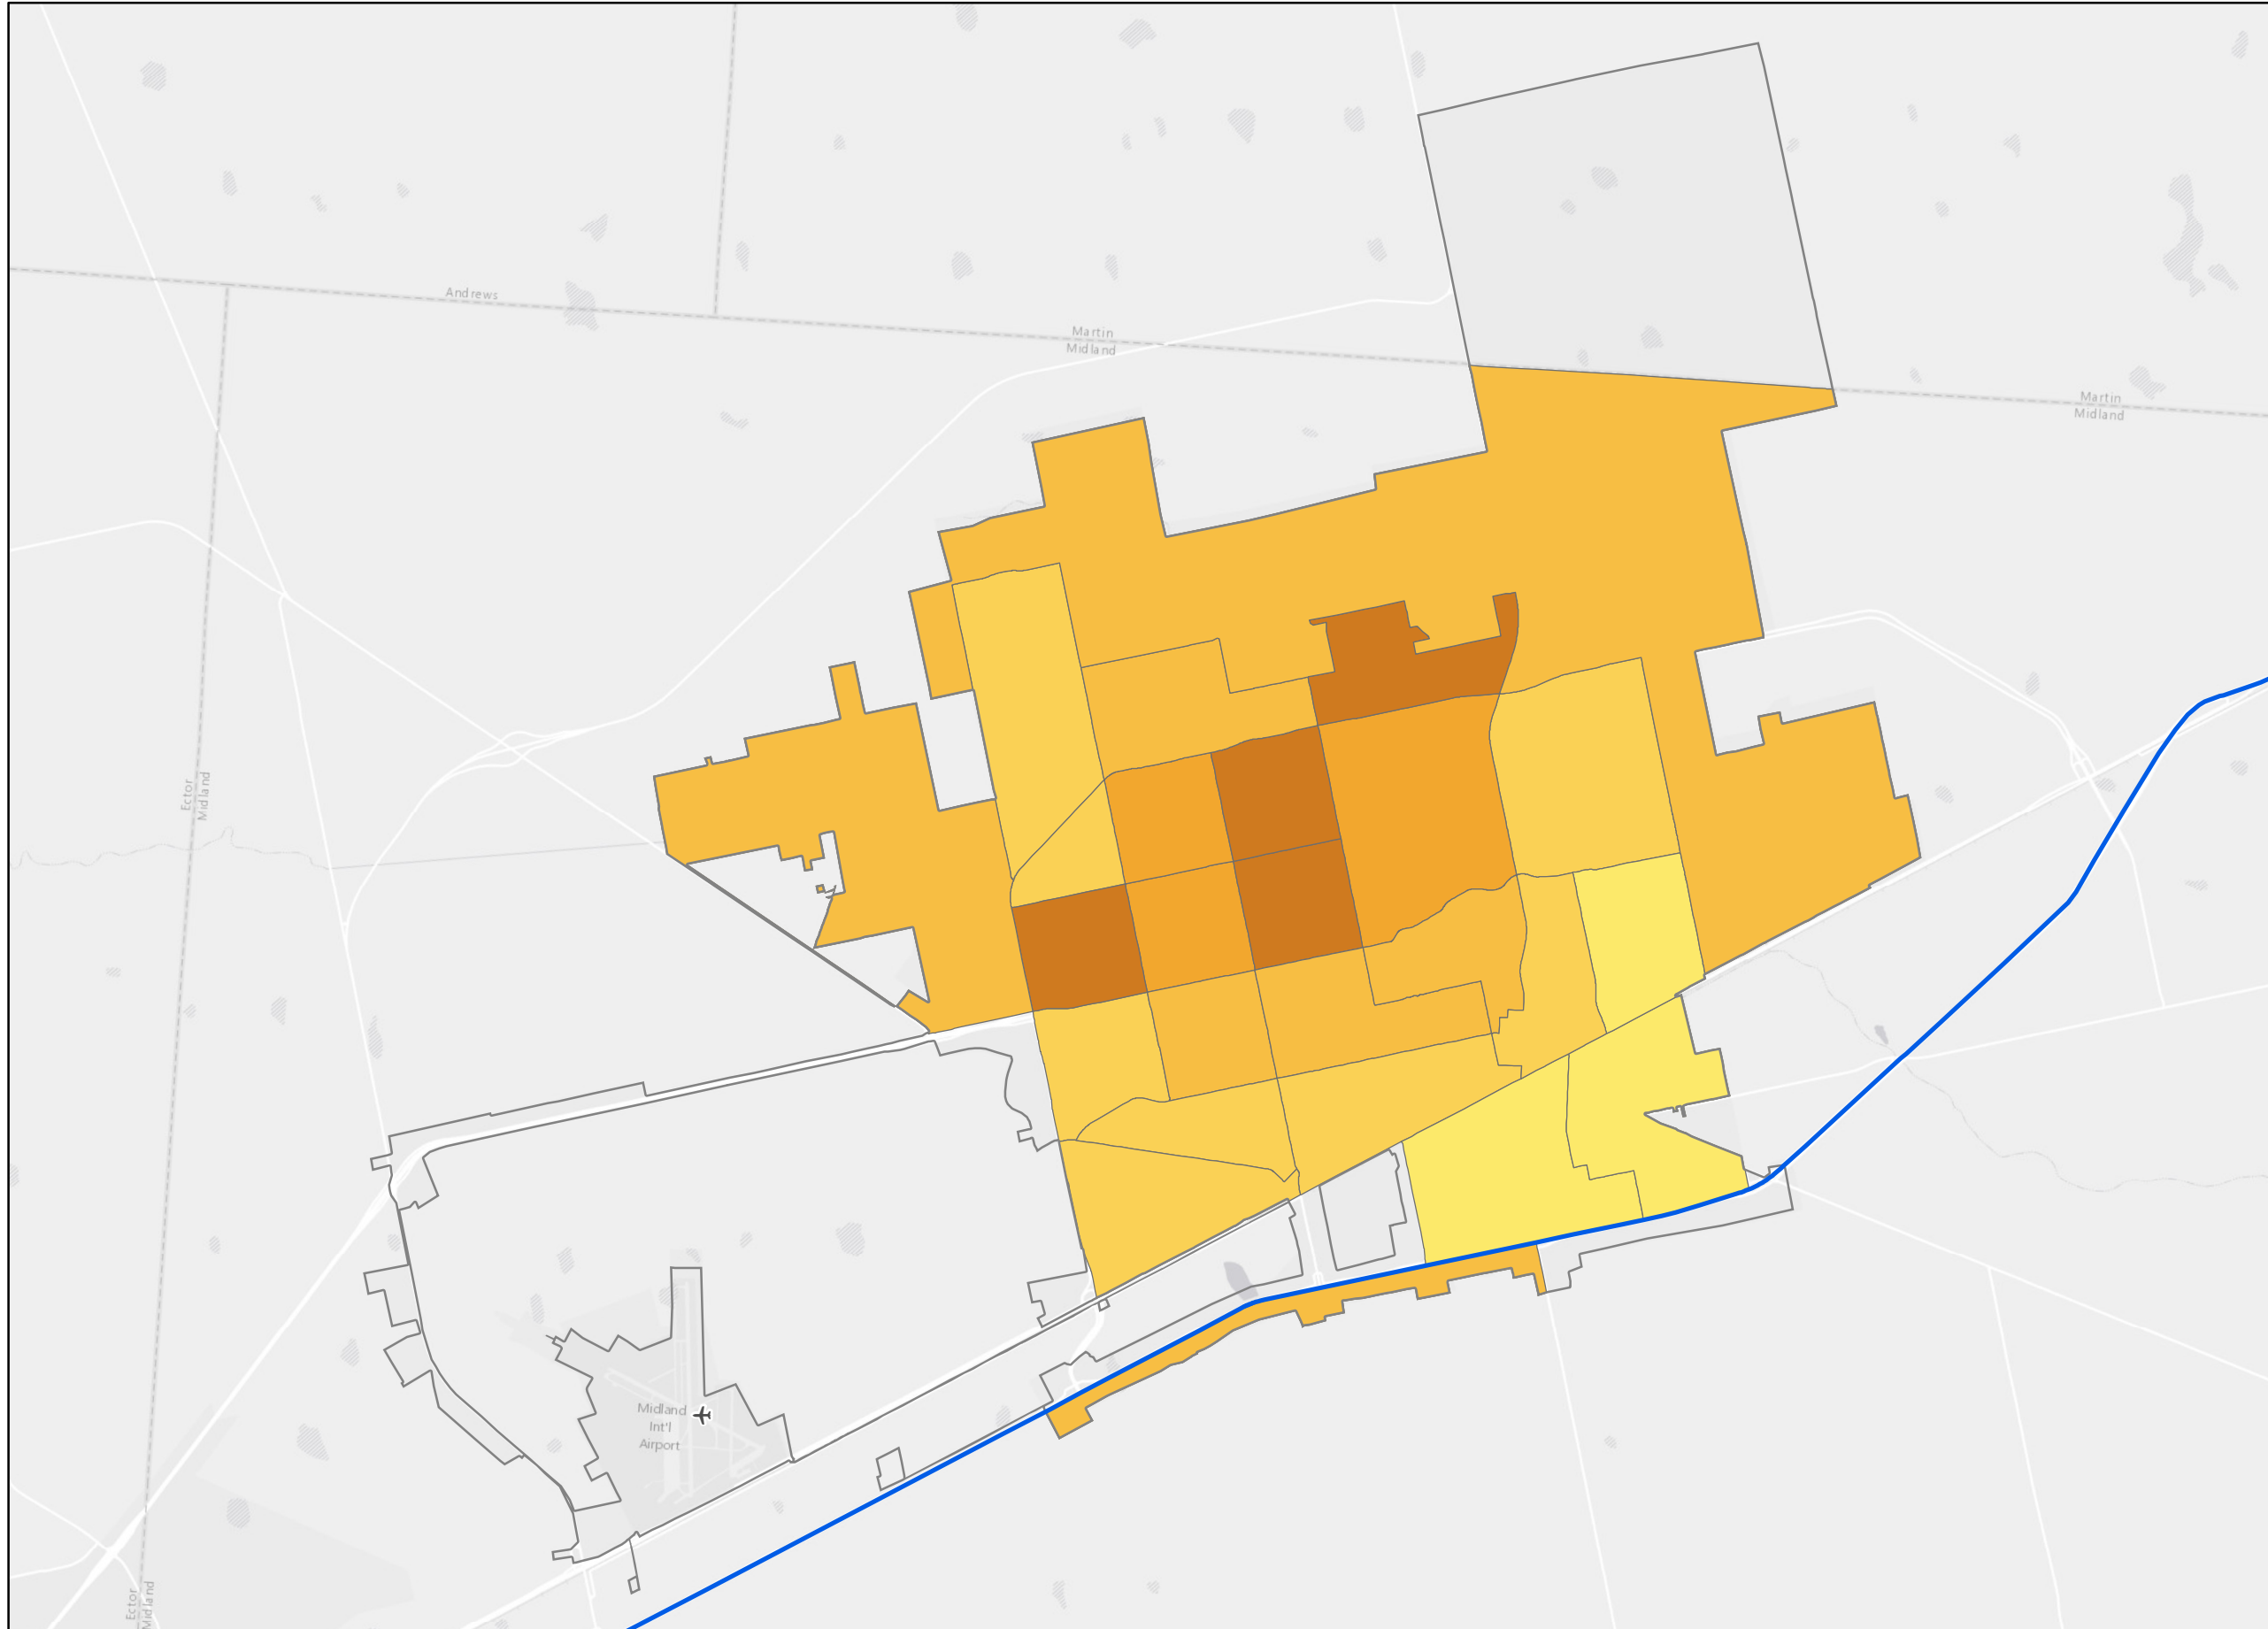 Andrews
Martin
Midland
Martin
Midland
Ector
Midland
Midland
Int'l
Airport
Ector
Midland